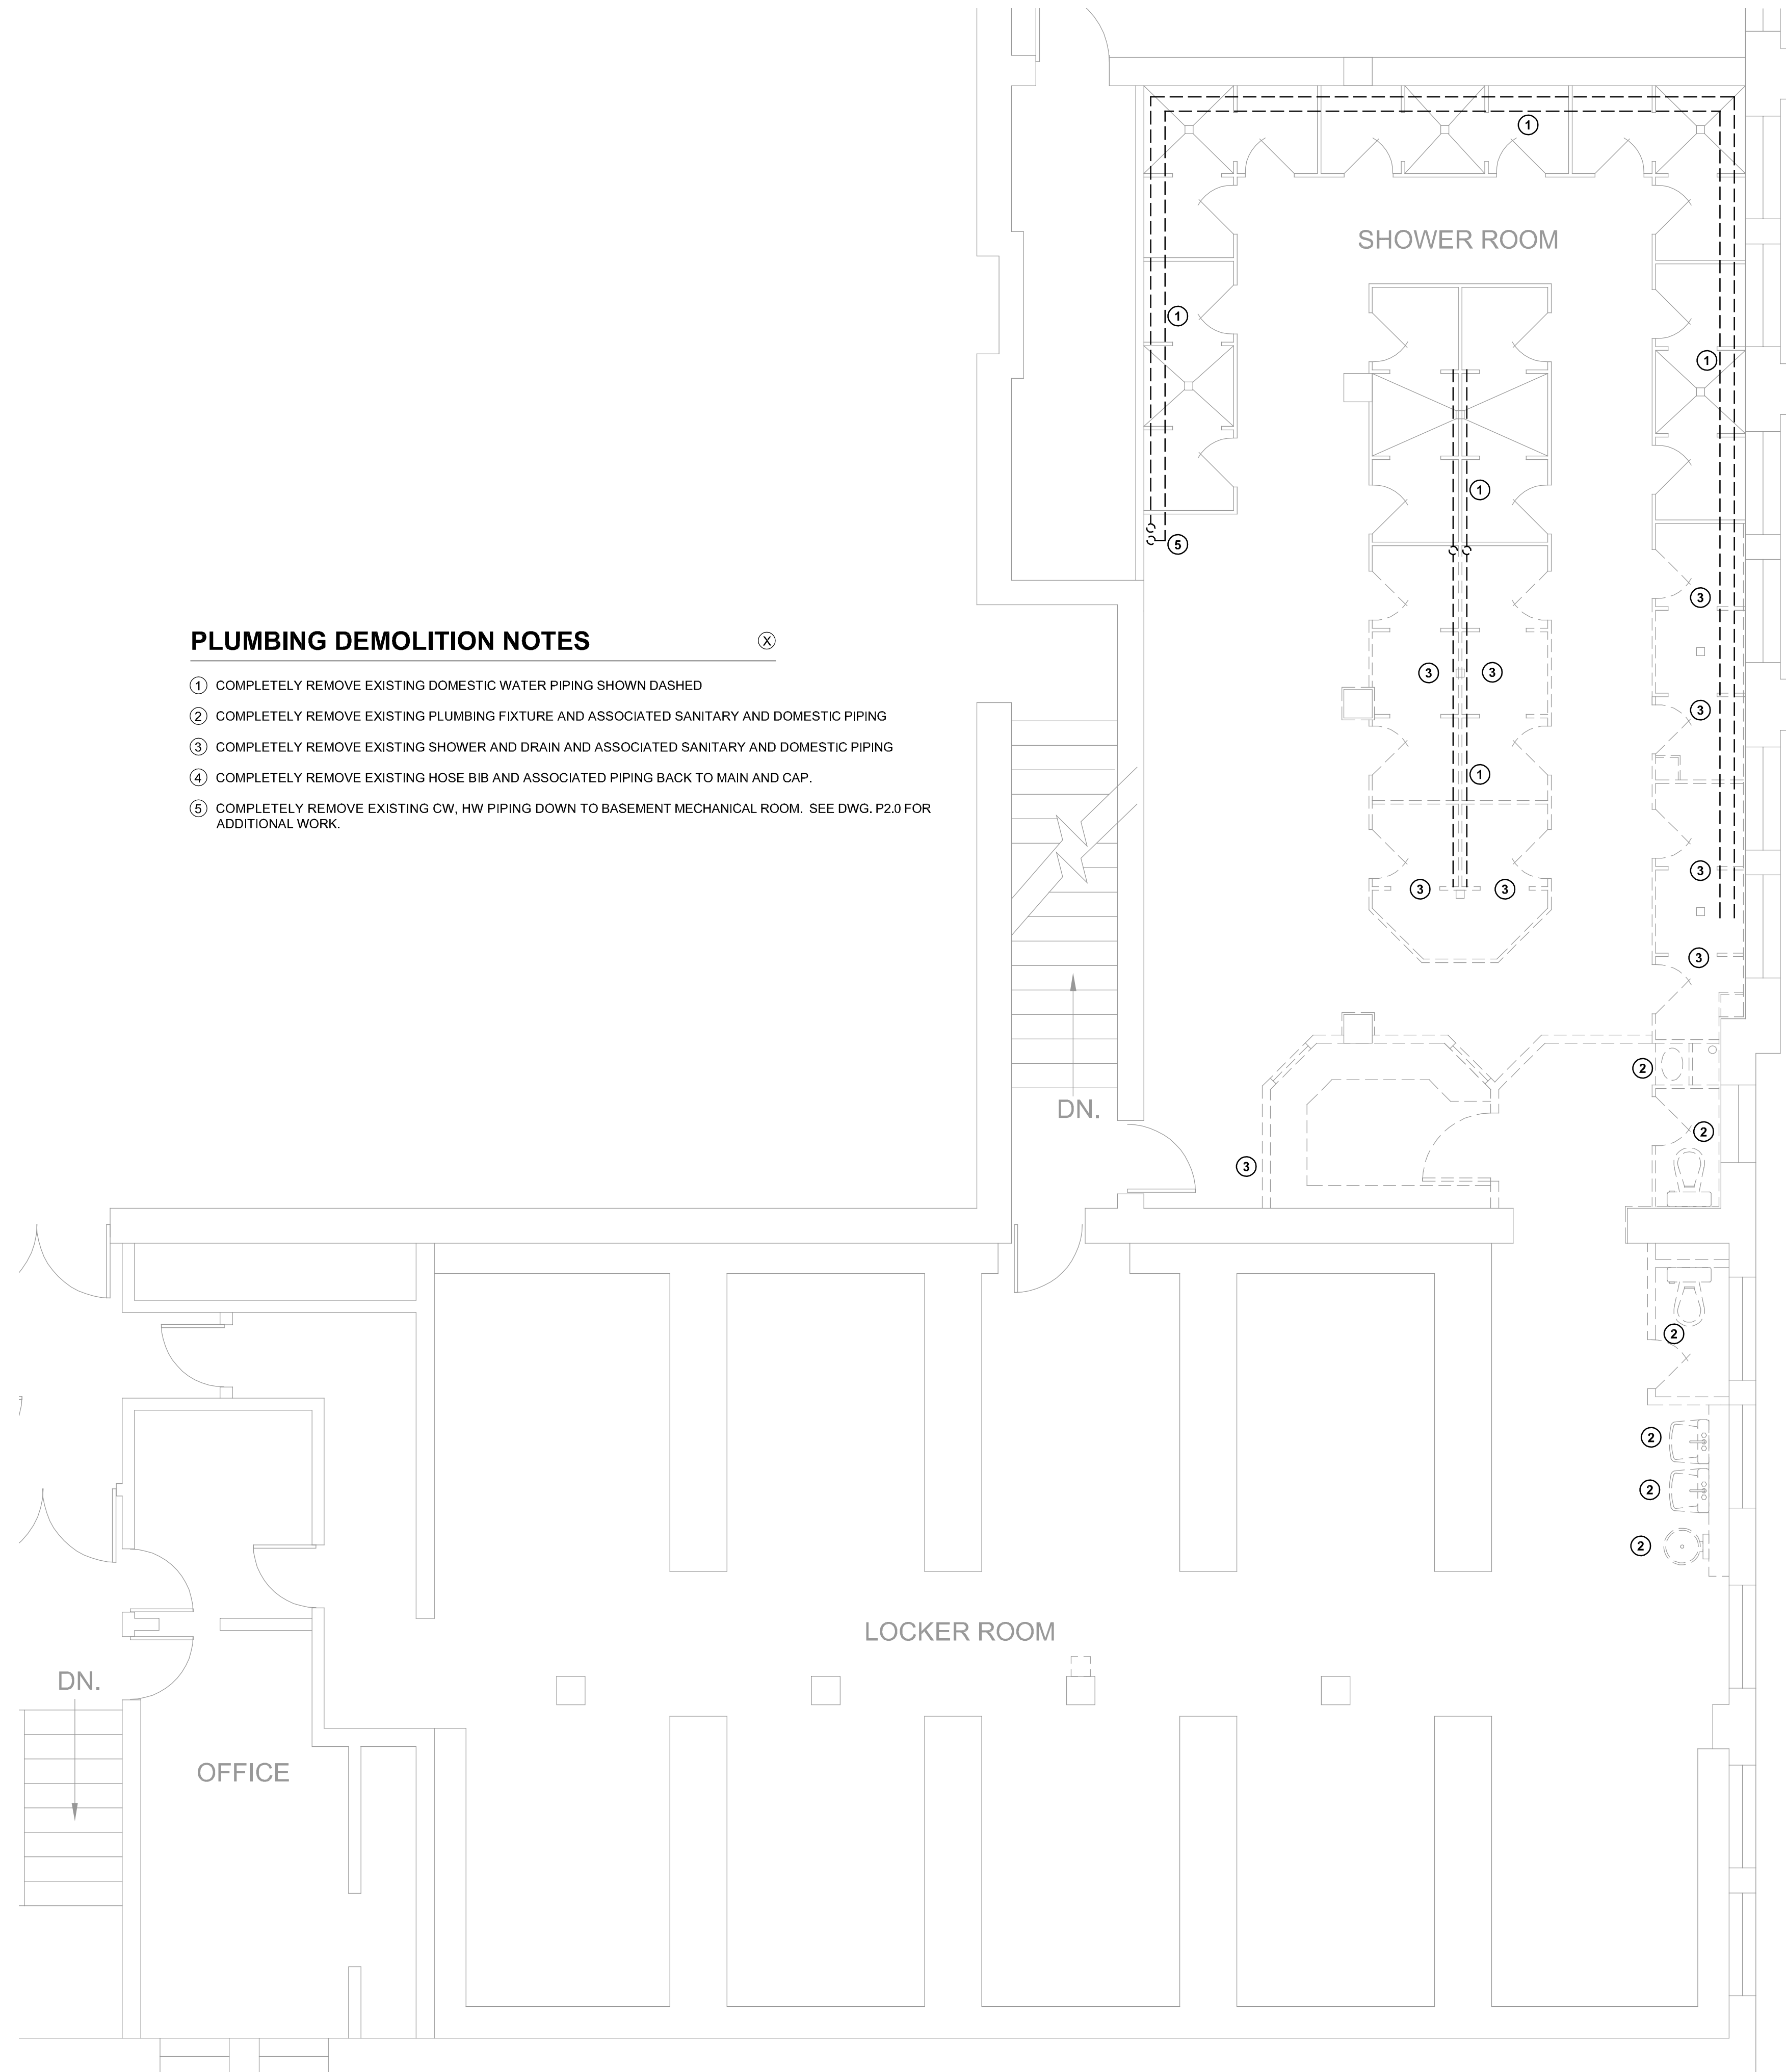 1
SHOWER ROOM
1
1
1
5
3
PLUMBING DEMOLITION NOTES X
1 COMPLETELY REMOVE EXISTING DOMESTIC WATER PIPING SHOWN DASHED
2 COMPLETELY REMOVE EXISTING PLUMBING FIXTURE AND ASSOCIATED SANITARY AND DOMESTIC PIPING
3 COMPLETELY REMOVE EXISTING SHOWER AND DRAIN AND ASSOCIATED SANITARY AND DOMESTIC PIPING
4 COMPLETELY REMOVE EXISTING HOSE BIB AND ASSOCIATED PIPING BACK TO MAIN AND CAP.
5 COMPLETELY REMOVE EXISTING CW, HW PIPING DOWN TO BASEMENT MECHANICAL ROOM. SEE DWG. P2.0 FOR
ADDITIONAL WORK.
3 3
3
1
3
3 3
3
2
DN.
2
3
2
2
2
2
LOCKER ROOM
DN.
OFFICE